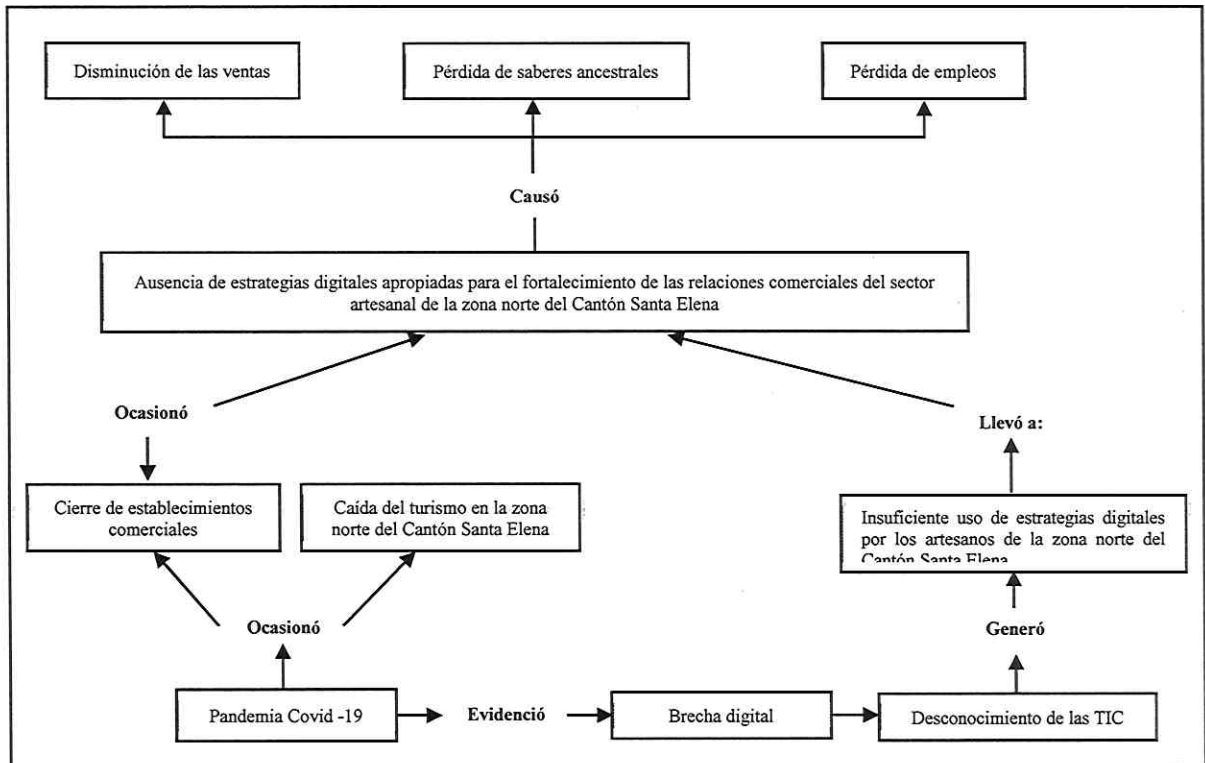 Disminución de las ventas
Pérdida de saberes ancestrales
Pérdida de empleos
Causó
Ausencia de estrategias digitales apropiadas para el fortalecimiento de las relaciones comerciales del sector
artesanal de la zona norte del Cantón Santa Elena
Ocasionó
Llevó a:
Cierre de establecimientos
comerciales
Caída del turismo en la zona
norte del Cantón Santa Elena
Insuficiente uso de estrategias digitales
por los artesanos de la zona norte del
Cantón Santa Elena
Ocasionó
Generó
Pandemia Covid -19
Evidenció
Brecha digital
Desconocimiento de las TIC